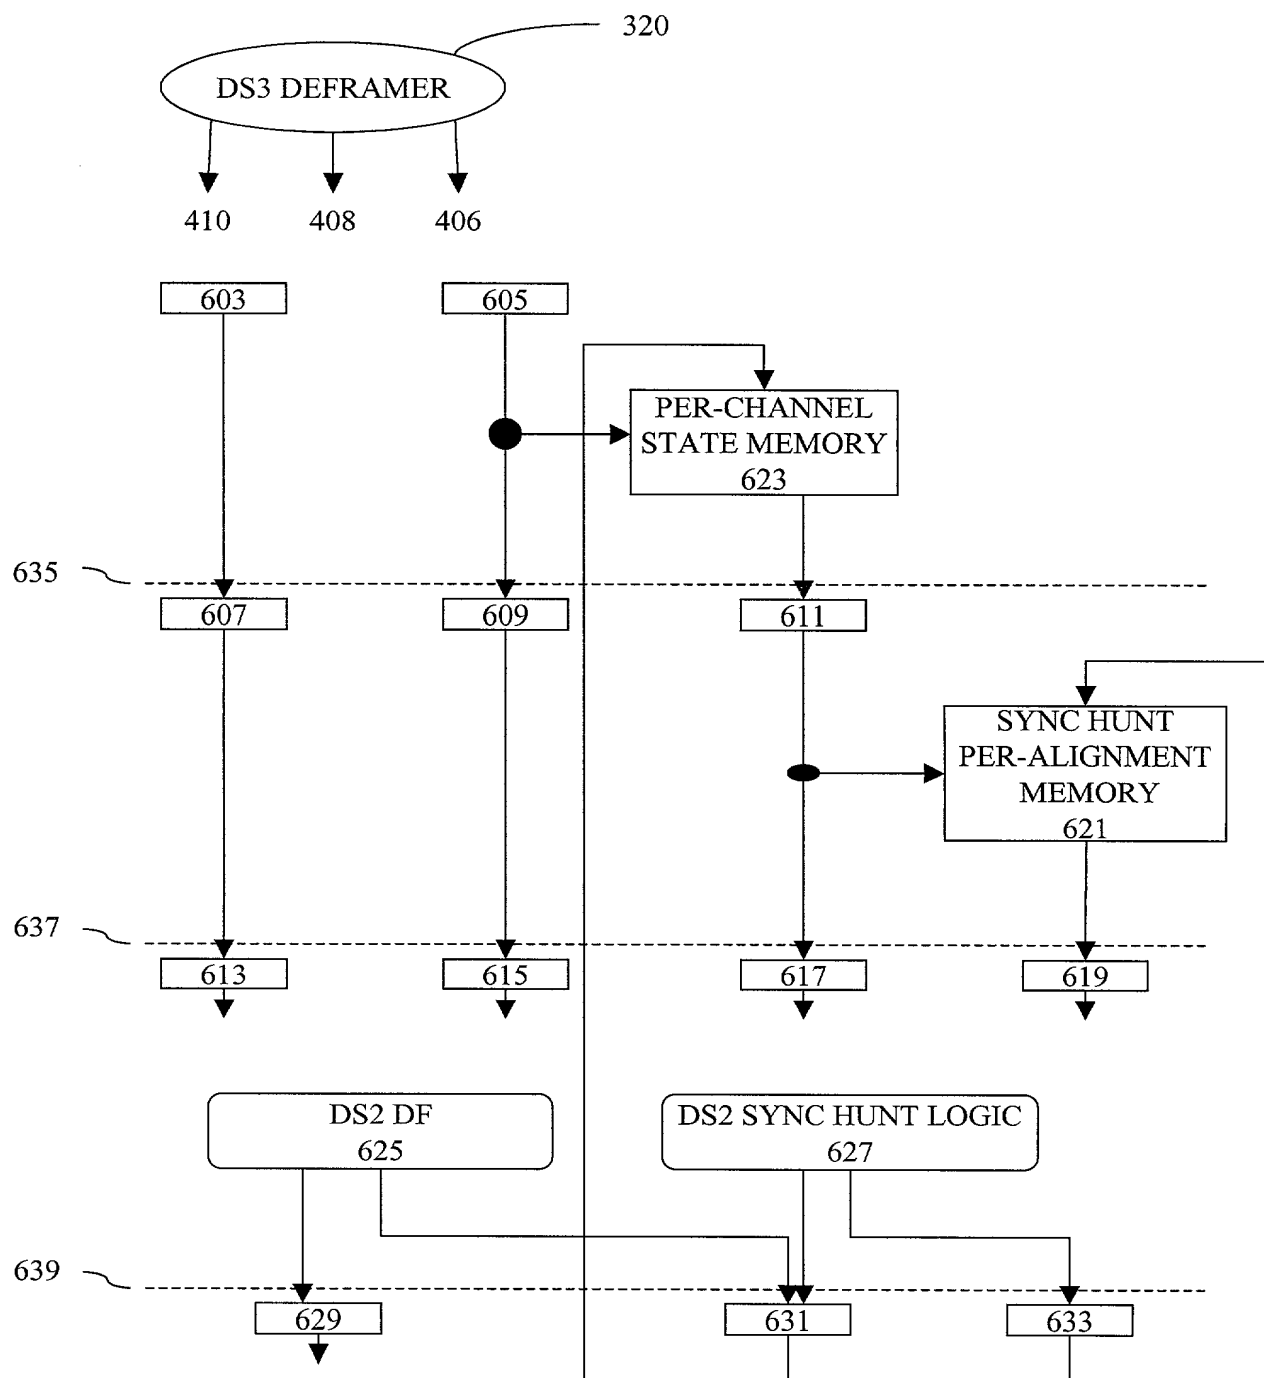 320
DS3 DEFRAMER
410 408 406
603 605
PER-CHANNEL
STATE MEMORY
623
635
607 609 611
SYNC HUNT
PER-ALIGNMENT
MEMORY
621
637
613 615 617 619
DS2 DF
625
DS2 SYNC HUNT LOGIC
627
639
629 631 633